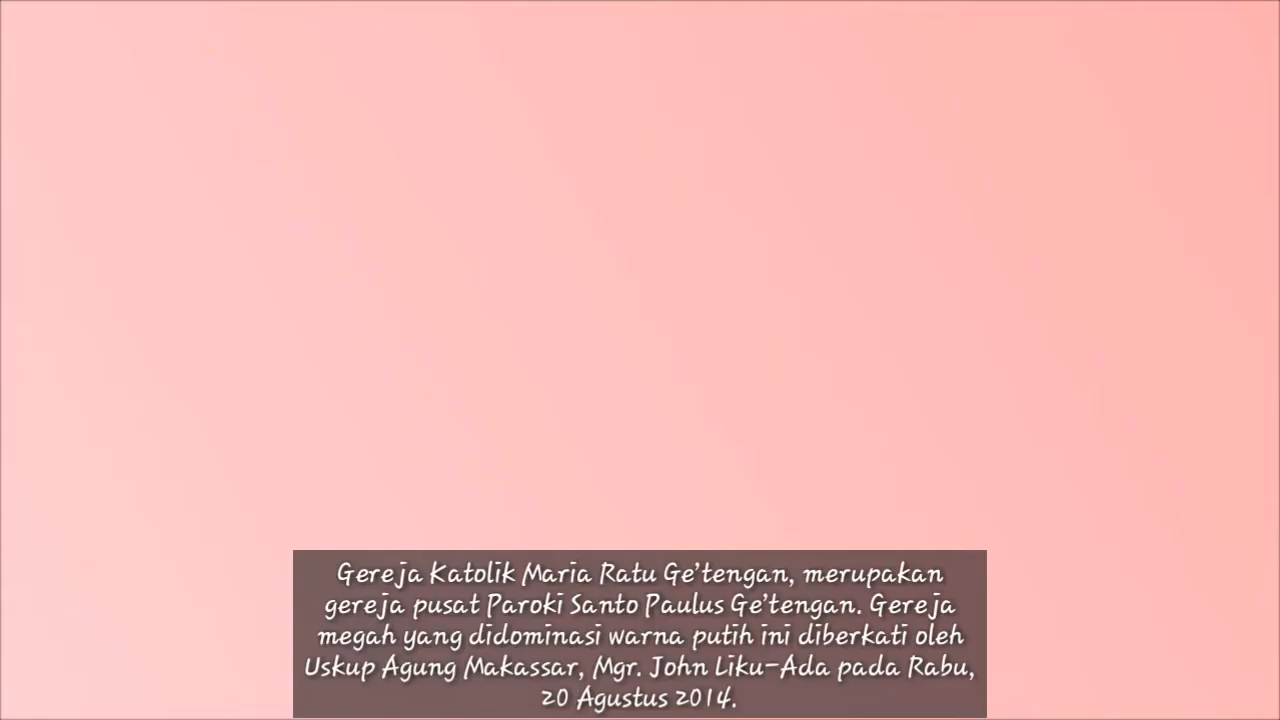 Gereja Katolik Maria Ratu Ge'tengan, merupakan
gereja pusat Paroki Santo Paulus Ge'tengan. Gereja
megah yang didominasi warna putih ini diberkati oleh
Uskup Agung Makassar, Mgr. John Liku-Ada pada Rabu,
20 Agustus 2014.